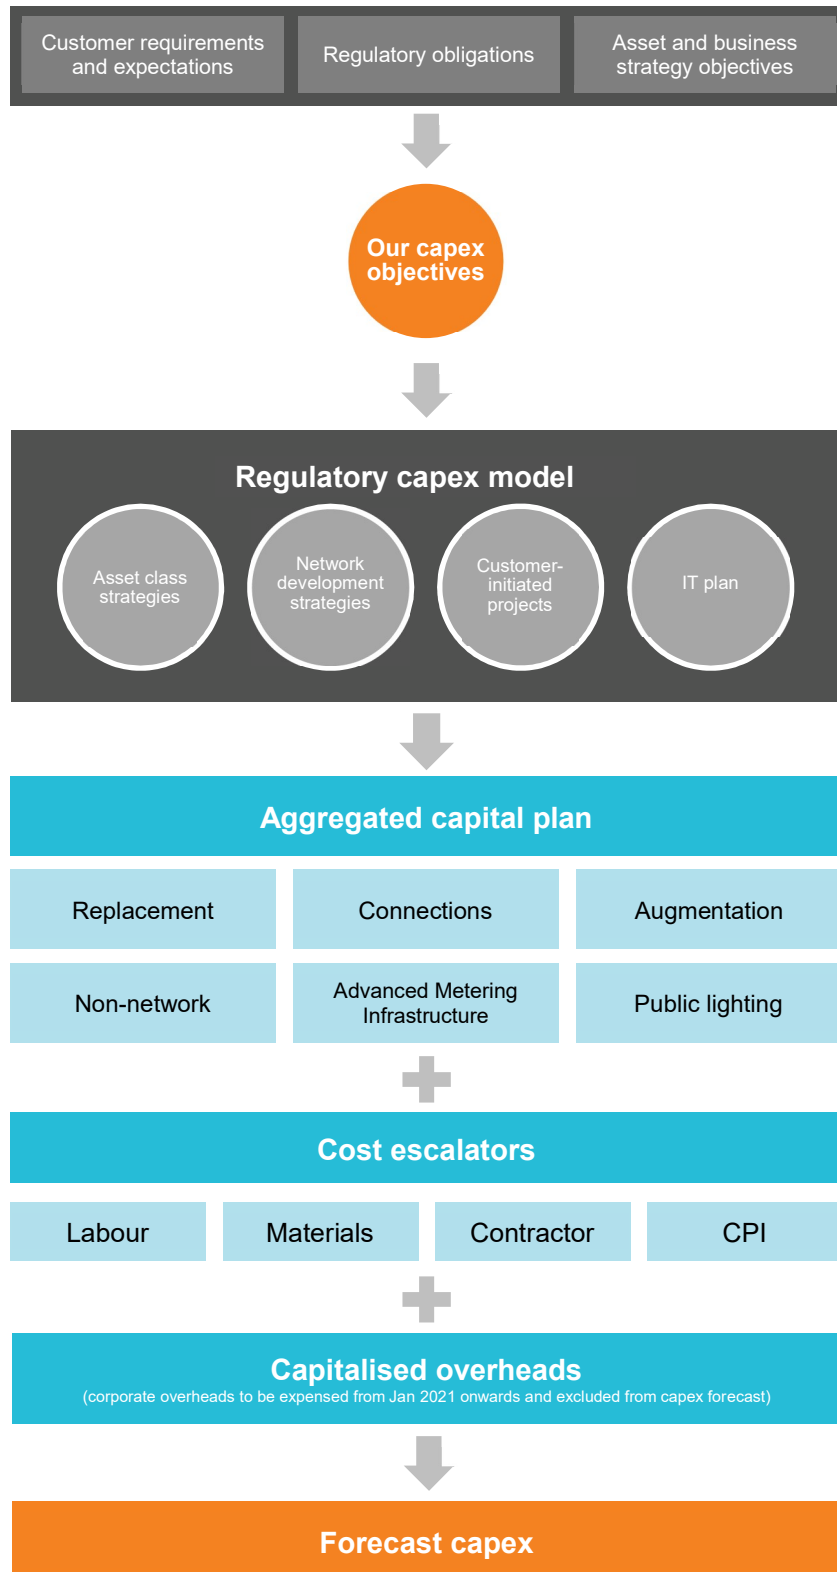 Customer requirements
and expectations
Regulatory obligations
Asset and business
strategy objectives
Our capex
objectives
Regulatory capex model
Asset class
strategies
Network
development
strategies
Customer-
initiated
projects
IT plan
Aggregated capital plan
Replacement
Connections
Augmentation
Non-network
Advanced Metering
Infrastructure
Public lighting
Cost escalators
Labour
Materials
Contractor
CPI
Capitalised overheads
(corporate overheads to be expensed from Jan 2021 onwards and excluded from capex forecast)
Forecast capex